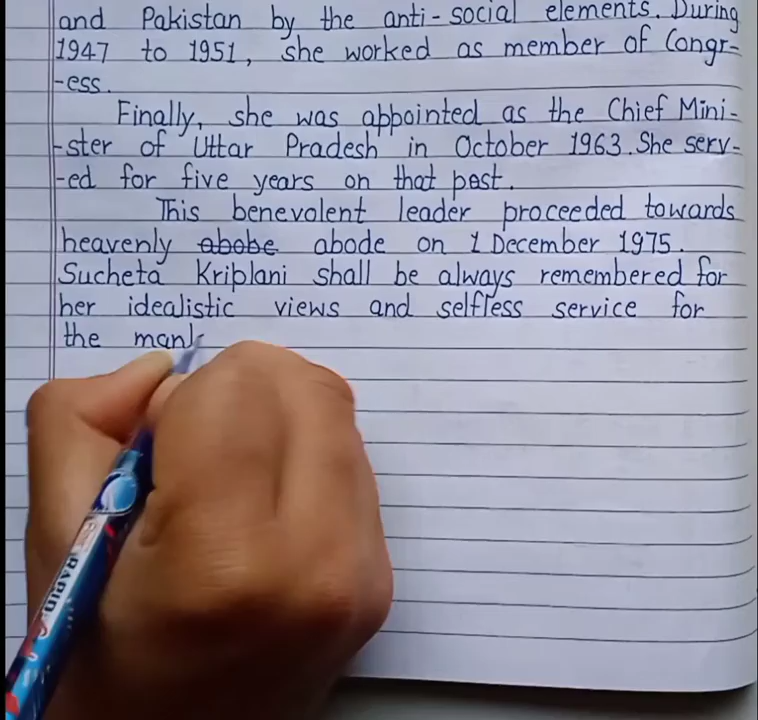 and Pakistan by the anti-social elements. During
1947 to 1951, she worked as member of Congr-
-ess.
Finally, she was appointed as the Chief Mini-
-ster of Uttar Pradesh in October 1963. She serv-
-ed for five years on that post.
This benevolent leader proceeded towards
heavenly abobe abode on 1 December 1975.
Sucheta Kriplani shall be always remembered for
her idealistic views and selfless service for
the mank
RAPID